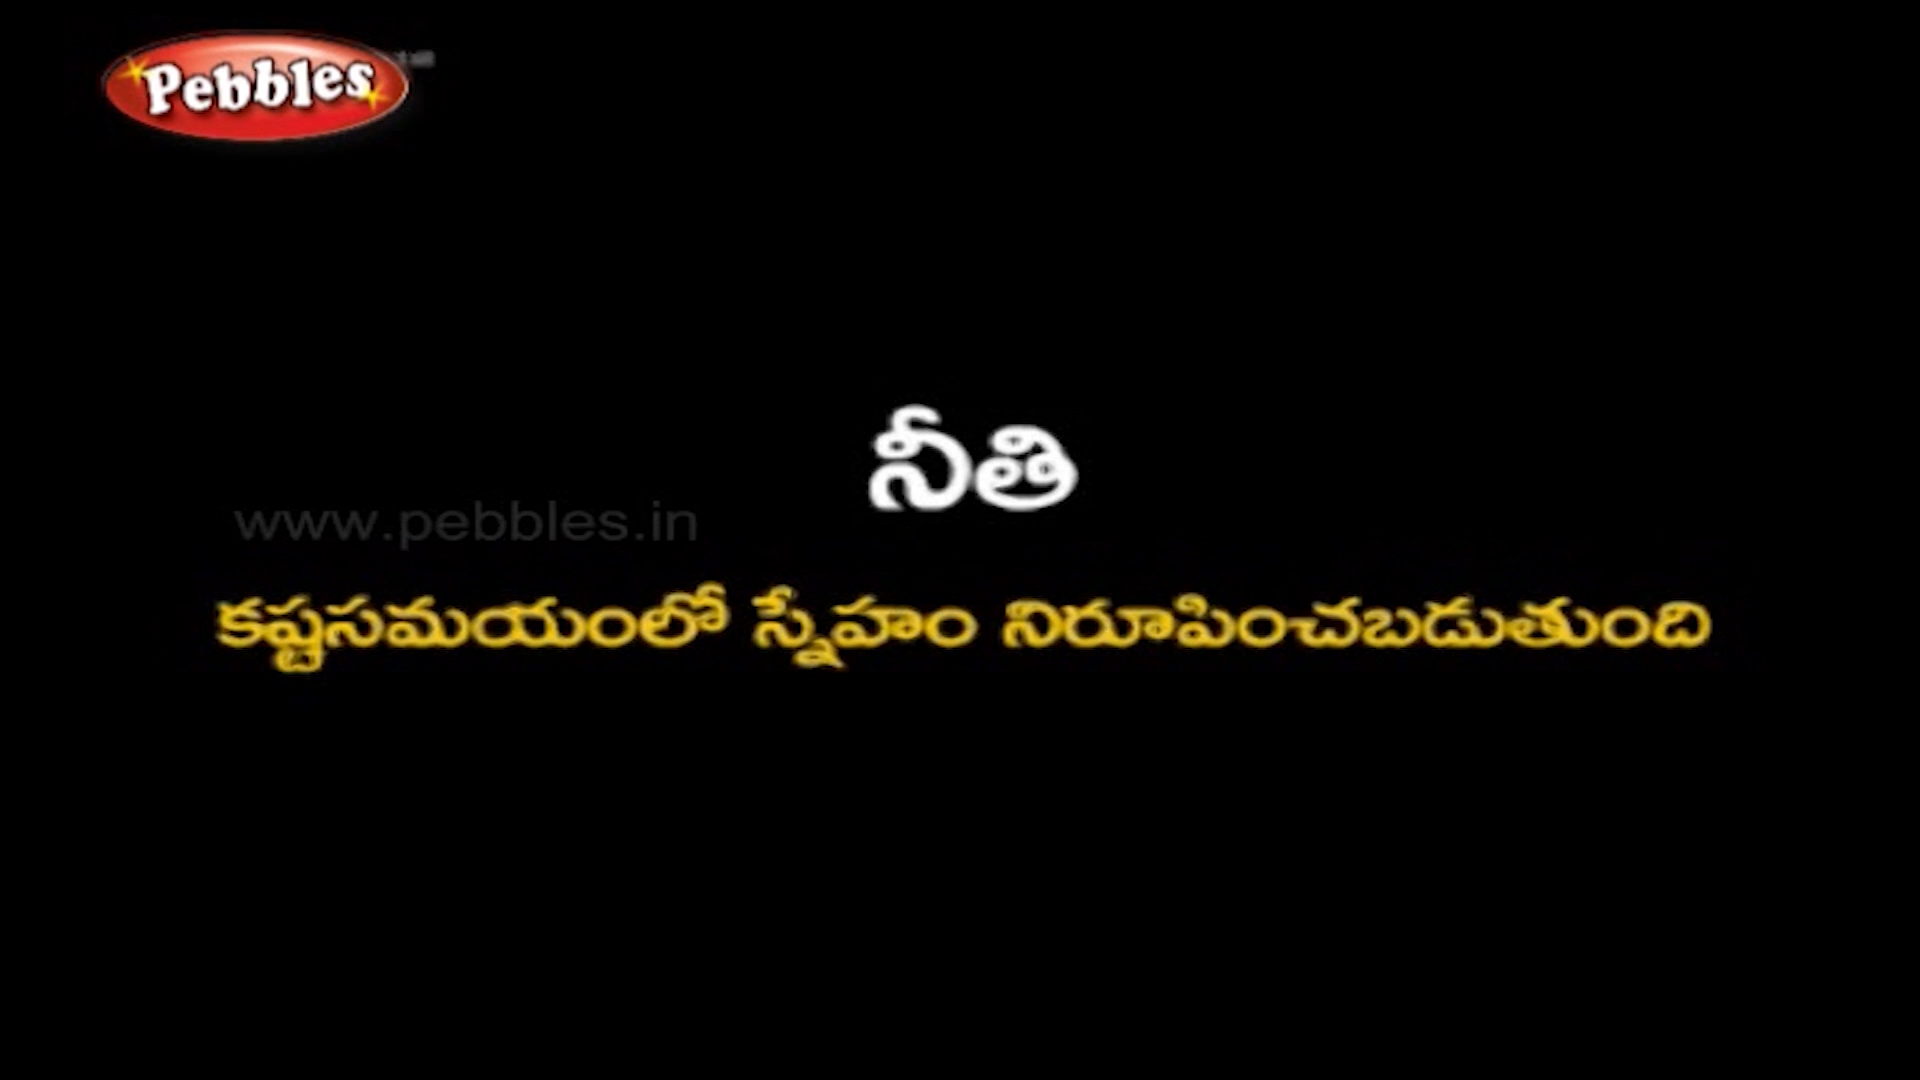 Pebbles
నీతి
www.pebbles.in
కష్టసమయంలో స్నేహం నిరూపించబడుతుంది